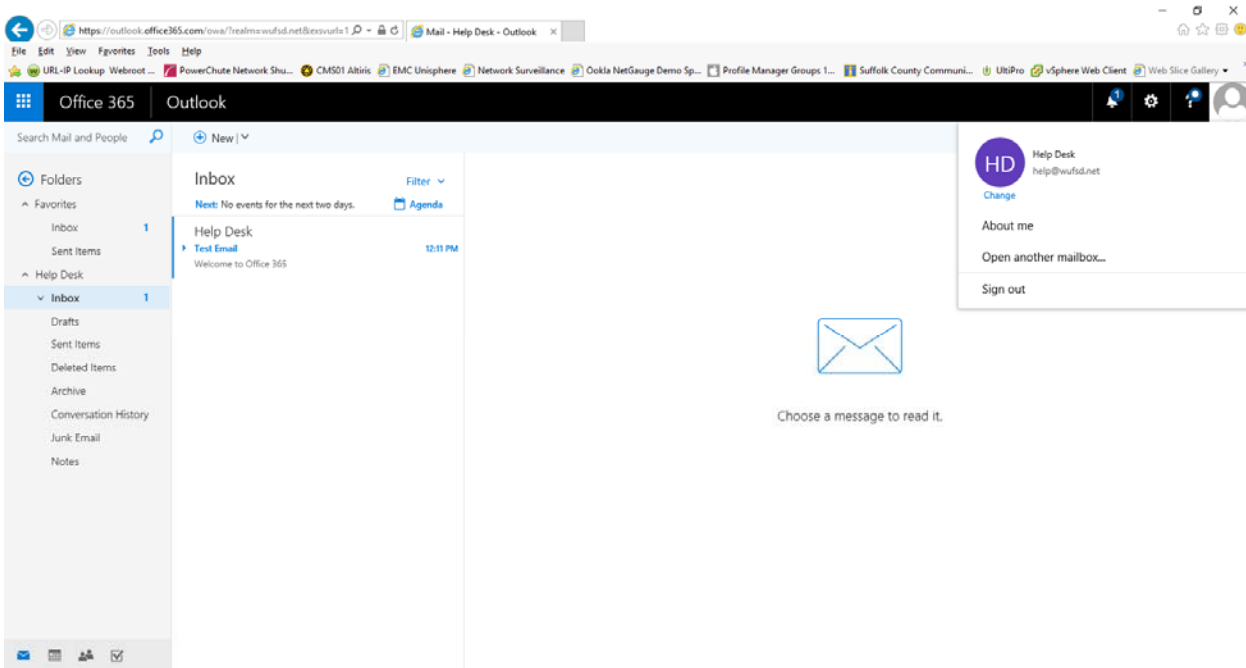 https://outlook.office365.com/owa/?realm=wufsd.net&exsvurl=1 Mail - Help Desk - Outlook
File Edit View Favorites Tools Help
URL-IP Lookup Webroot ... PowerChute Network Shu... CMS01 Altiris EMC Unisphere Network Surveillance Ookla NetGauge Demo Sp... Profile Manager Groups 1... Suffolk County Communi... UltiPro vSphere Web Client Web Slice Gallery
Office 365 Outlook 1 ?
Search Mail and People New
Folders
Favorites
Inbox 1
Sent Items
Help Desk
Inbox 1
Drafts
Sent Items
Deleted Items
Archive
Conversation History
Junk Email
Notes
Inbox Filter
Next: No events for the next two days. Agenda
Help Desk
Test Email 12:11 PM
Welcome to Office 365
Choose a message to read it.
HD Help Desk
help@wufsd.net
Change
About me
Open another mailbox...
Sign out